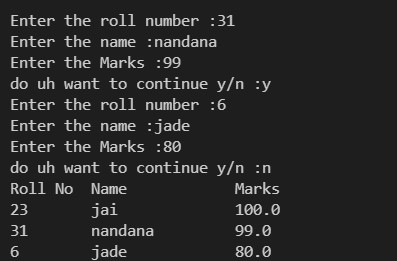 Enter the roll number :31
Enter the name :nandana
Enter the Marks :99
do uh want to continue y/n :y
Enter the roll number :6
Enter the name :jade
Enter the Marks :80
do uh want to continue y/n :n
Roll No  Name            Marks
23       jai             100.0
31       nandana         99.0
6        jade            80.0